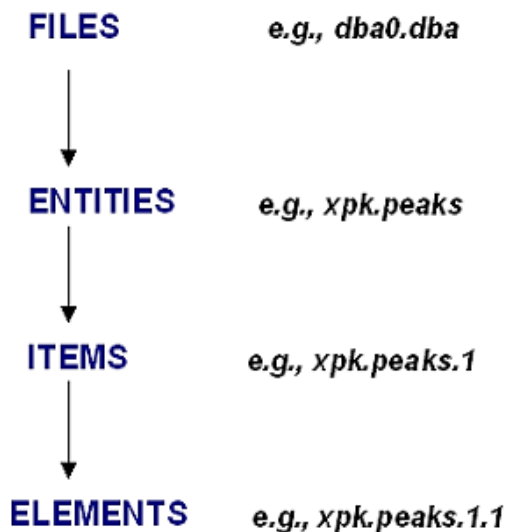 FILES e.g., dba0.dba
ENTITIES e.g., xpk.peaks
ITEMS e.g., xpk.peaks.1
ELEMENTS e.g., xpk.peaks.1.1